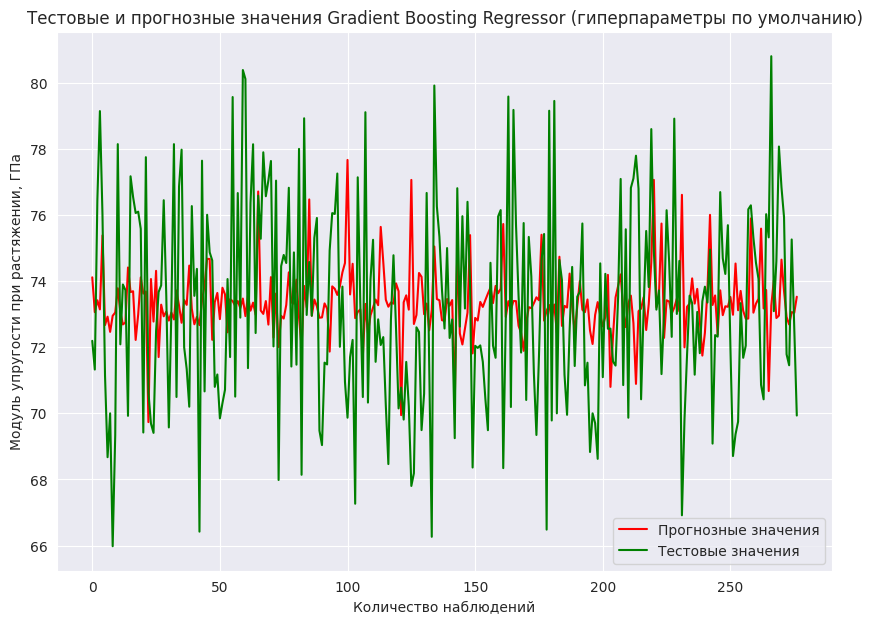 Тестовые и прогнозные значения Gradient Boosting Regressor (гиперпараметры по умолчанию)
Модуль упругости при растяжении, ГПа
80
78
76
74
72
70
68
66
0
50
100
150
200
250
Количество наблюдений
Прогнозные значения
Тестовые значения